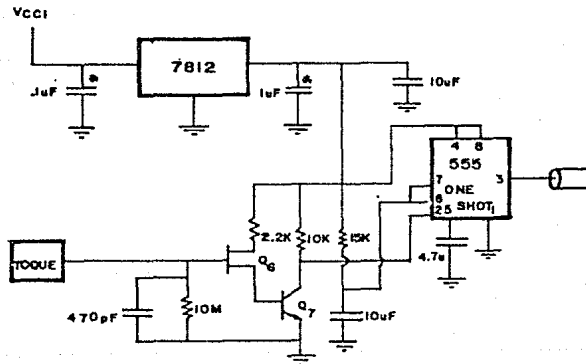 VCC1
7812
.1uF
1uF
10uF
4 8
555
7 ONE 3
6 SHOT 1
2 5
2.2K
10K
15K
4.7u
TOQUE
Q6
470pF
10M
Q7
10uF